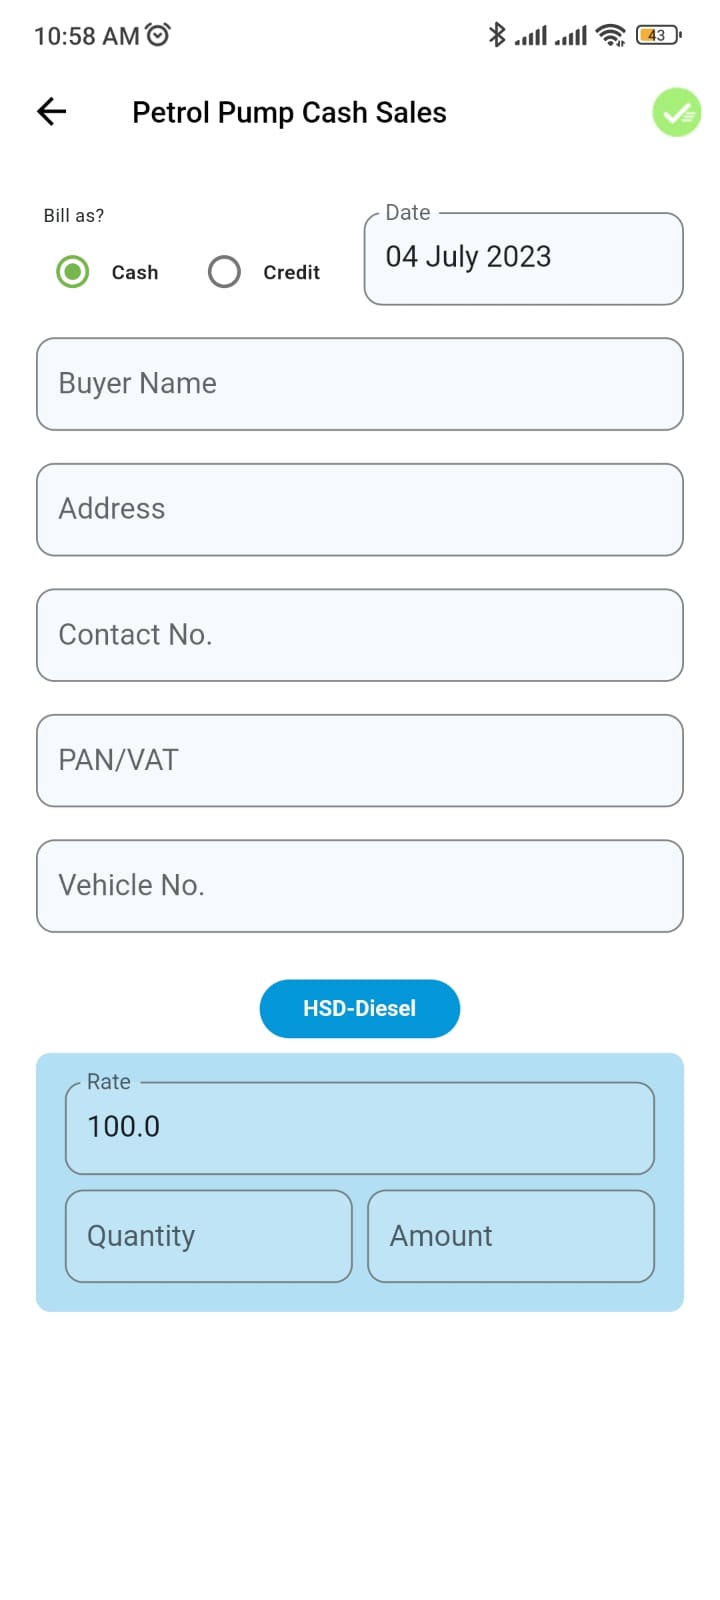 10:58 AM
43
Petrol Pump Cash Sales
Bill as?
Cash
Credit
Date
04 July 2023
Buyer Name
Address
Contact No.
PAN/VAT
Vehicle No.
HSD-Diesel
Rate
100.0
Quantity
Amount